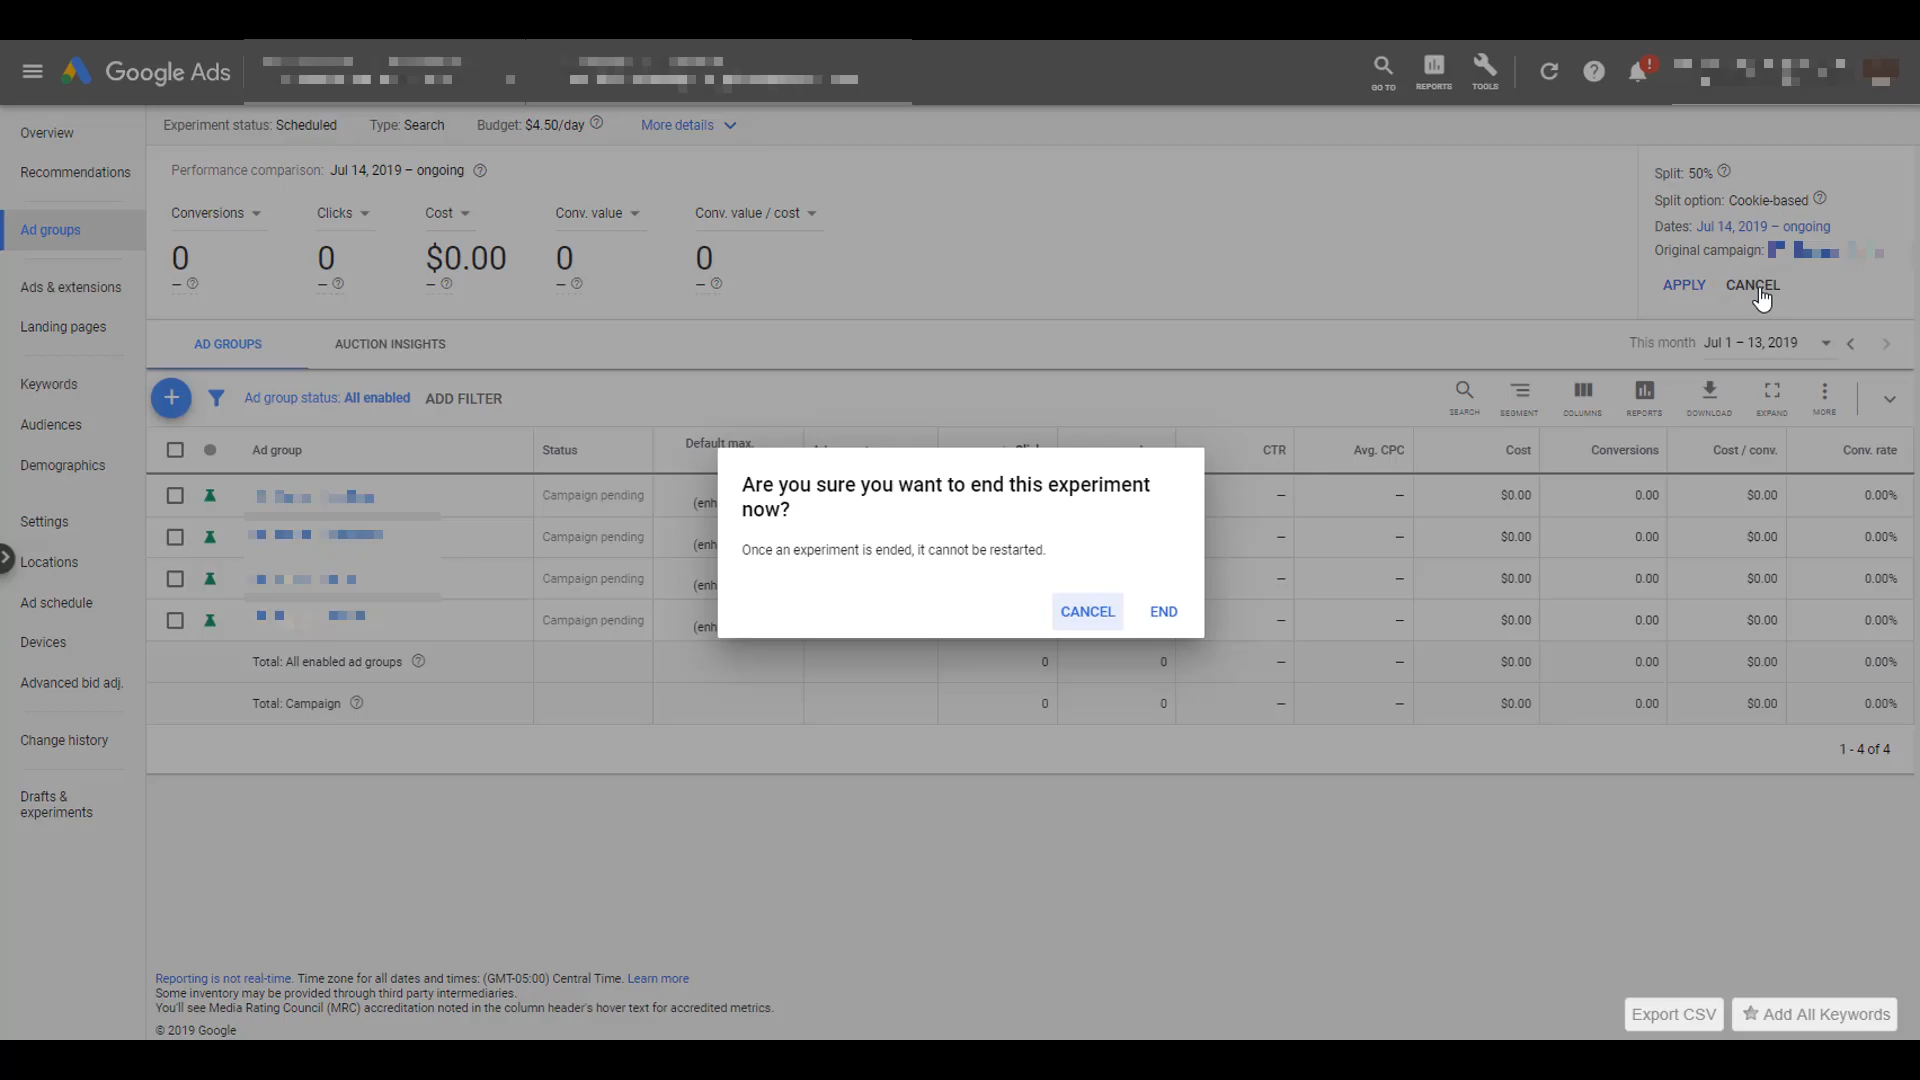 Google Ads
GO TO
REPORTS
TOOLS
!
Overview
Recommendations
Ad groups
Ads & extensions
Landing pages
Keywords
Audiences
Demographics
Settings
Locations
Ad schedule
Devices
Advanced bid adj.
Change history
Drafts &
experiments
Experiment status: Scheduled
Type: Search
Budget: $4.50/day
More details
Performance comparison: Jul 14, 2019 – ongoing
Conversions
Clicks
Cost
Conv. value
Conv. value / cost
0
0
$0.00
0
0
–
–
–
–
–
Split: 50%
Split option: Cookie-based
Dates: Jul 14, 2019 – ongoing
Original campaign:
APPLY
CANCEL
AD GROUPS
AUCTION INSIGHTS
This month Jul 1 – 13, 2019
Ad group status: All enabled
ADD FILTER
SEARCH
SEGMENT
COLUMNS
REPORTS
DOWNLOAD
EXPAND
MORE
Ad group Status Default max. CTR Avg. CPC Cost Conversions Cost / conv. Conv. rate
Campaign pending (enh – – $0.00 0.00 $0.00 0.00%
Campaign pending (enh – – $0.00 0.00 $0.00 0.00%
Campaign pending (enh – – $0.00 0.00 $0.00 0.00%
Campaign pending (enh – – $0.00 0.00 $0.00 0.00%
Total: All enabled ad groups 0 0 – – $0.00 0.00 $0.00 0.00%
Total: Campaign 0 0 – – $0.00 0.00 $0.00 0.00%
1 - 4 of 4
Are you sure you want to end this experiment
now?
Once an experiment is ended, it cannot be restarted.
CANCEL
END
Reporting is not real-time. Time zone for all dates and times: (GMT-05:00) Central Time. Learn more
Some inventory may be provided through third party intermediaries.
You'll see Media Rating Council (MRC) accreditation noted in the column header's hover text for accredited metrics.
© 2019 Google
Export CSV
Add All Keywords